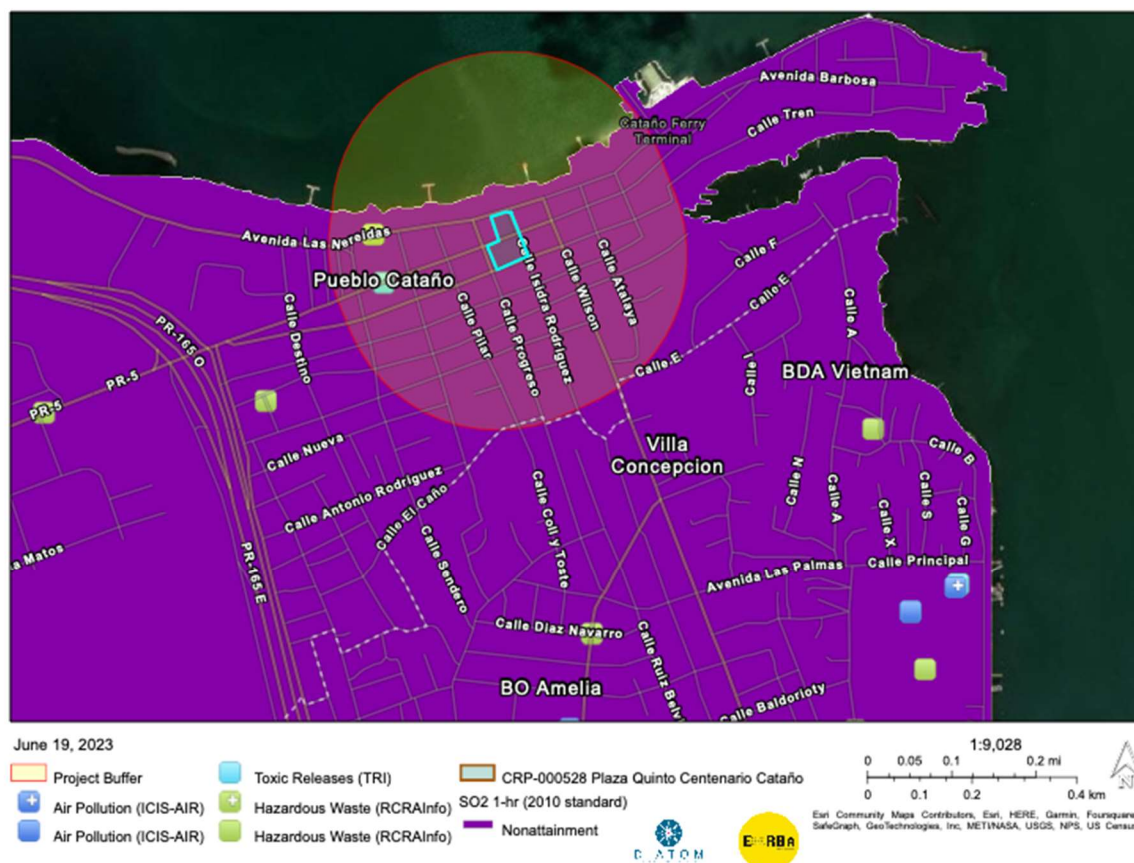 Avenida Barbosa
Calle Tren
Cataño Ferry
Terminal
Avenida Las Nereidas
Pueblo Cataño
Calle Isidra Rodriguez
Calle Wilson
Calle Atalaya
Calle F
Calle E
Calle A
Calle Destino
PR-165 O
Calle Pilar
Calle Progreso
Calle E
Calle I
BDA Vietnam
PR-5
PR-5
Calle Nueva
Villa
Concepcion
Calle B
Calle Antonio Rodriguez
Calle N
Calle A
Calle X
Calle S
Calle G
Calle El Caño
Calle Coll y Toste
Calle Sendero
Matos
PR-165 E
Avenida Las Palmas
Calle Principal
Calle Diaz Navarro
Calle Ruiz Belvi
BO Amelia
Calle Baldorioty
June 19, 2023
Project Buffer
Air Pollution (ICIS-AIR)
Air Pollution (ICIS-AIR)
Toxic Releases (TRI)
Hazardous Waste (RCRAInfo)
Hazardous Waste (RCRAInfo)
CRP-000528 Plaza Quinto Centenario Cataño
SO2 1-hr (2010 standard)
Nonattainment
1:9,028
0 0.05 0.1 0.2 mi
0 0.1 0.2 0.4 km
Esri Community Maps Contributors, Esri, HERE, Garmin, Foursquare,
SafeGraph, GeoTechnologies, Inc, METI/NASA, USGS, NPS, US Census